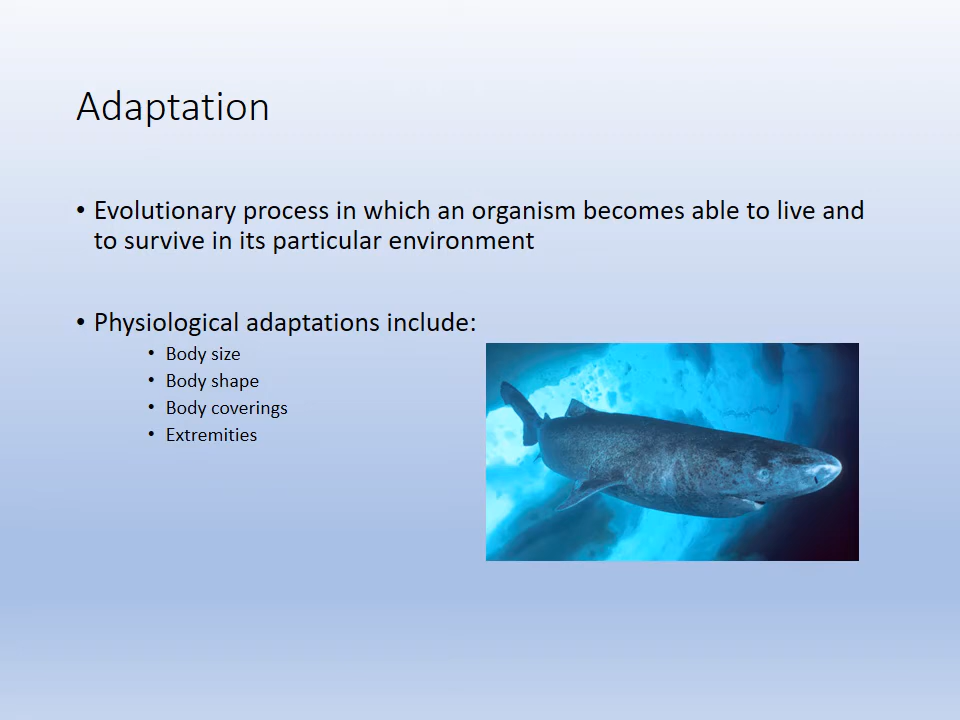 Adaptation
• Evolutionary process in which an organism becomes able to live and
to survive in its particular environment
• Physiological adaptations include:
• Body size
• Body shape
• Body coverings
• Extremities